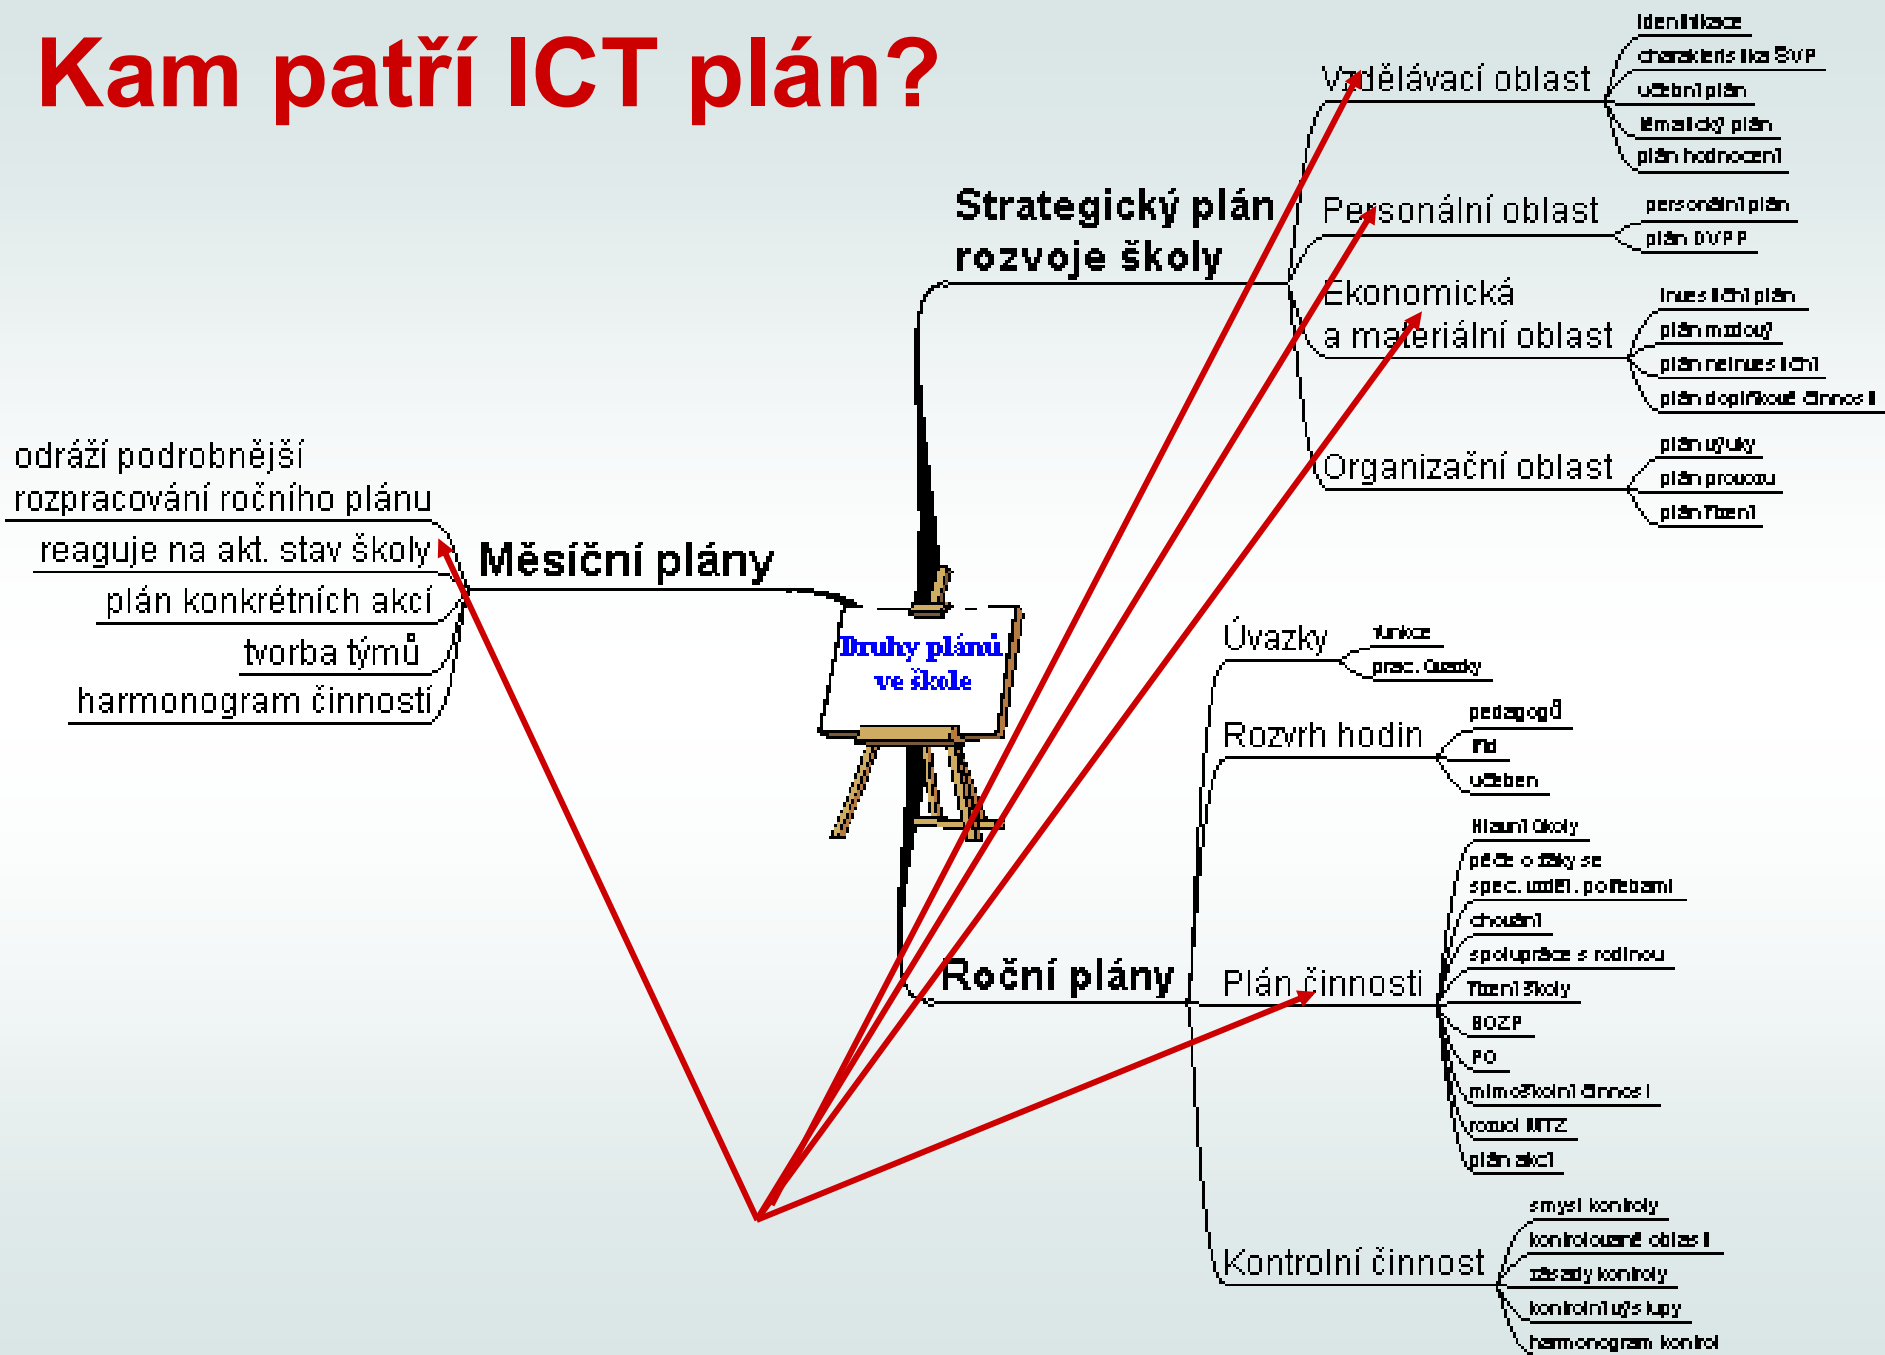 Kam patří ICT plán?
Strategický plán
rozvoje školy
Vzdělávací oblast
identifikace
charakteristika ŠVP
učební plán
tématický plán
plán hodnocení
Personální oblast
personální plán
plán DVPP
Ekonomická
a materiální oblast
investiční plán
plán mzdový
plán neinvestiční
plán doplňkové činnosti
Organizační oblast
plán výuky
plán provozu
plán řízení
Měsíční plány
odráží podrobnější
rozpracování ročního plánu
reaguje na akt. stav školy
plán konkrétních akcí
tvorba týmů
harmonogram činností
Druhy plánů
ve škole
Roční plány
Úvazky
funkce
prac. úvazky
Rozvrh hodin
pedagogů
tříd
učeben
Plán činnosti
Hlavní úkoly
péče o žáky se
spec. vzděl. potřebami
chování
spolupráce s rodinou
řízení školy
BOZP
PO
mimoškolní činnost
rozvoj MTZ
plán akcí
Kontrolní činnost
smysl kontroly
kontrolované oblasti
zásady kontroly
kontrolní výstupy
harmonogram kontrol